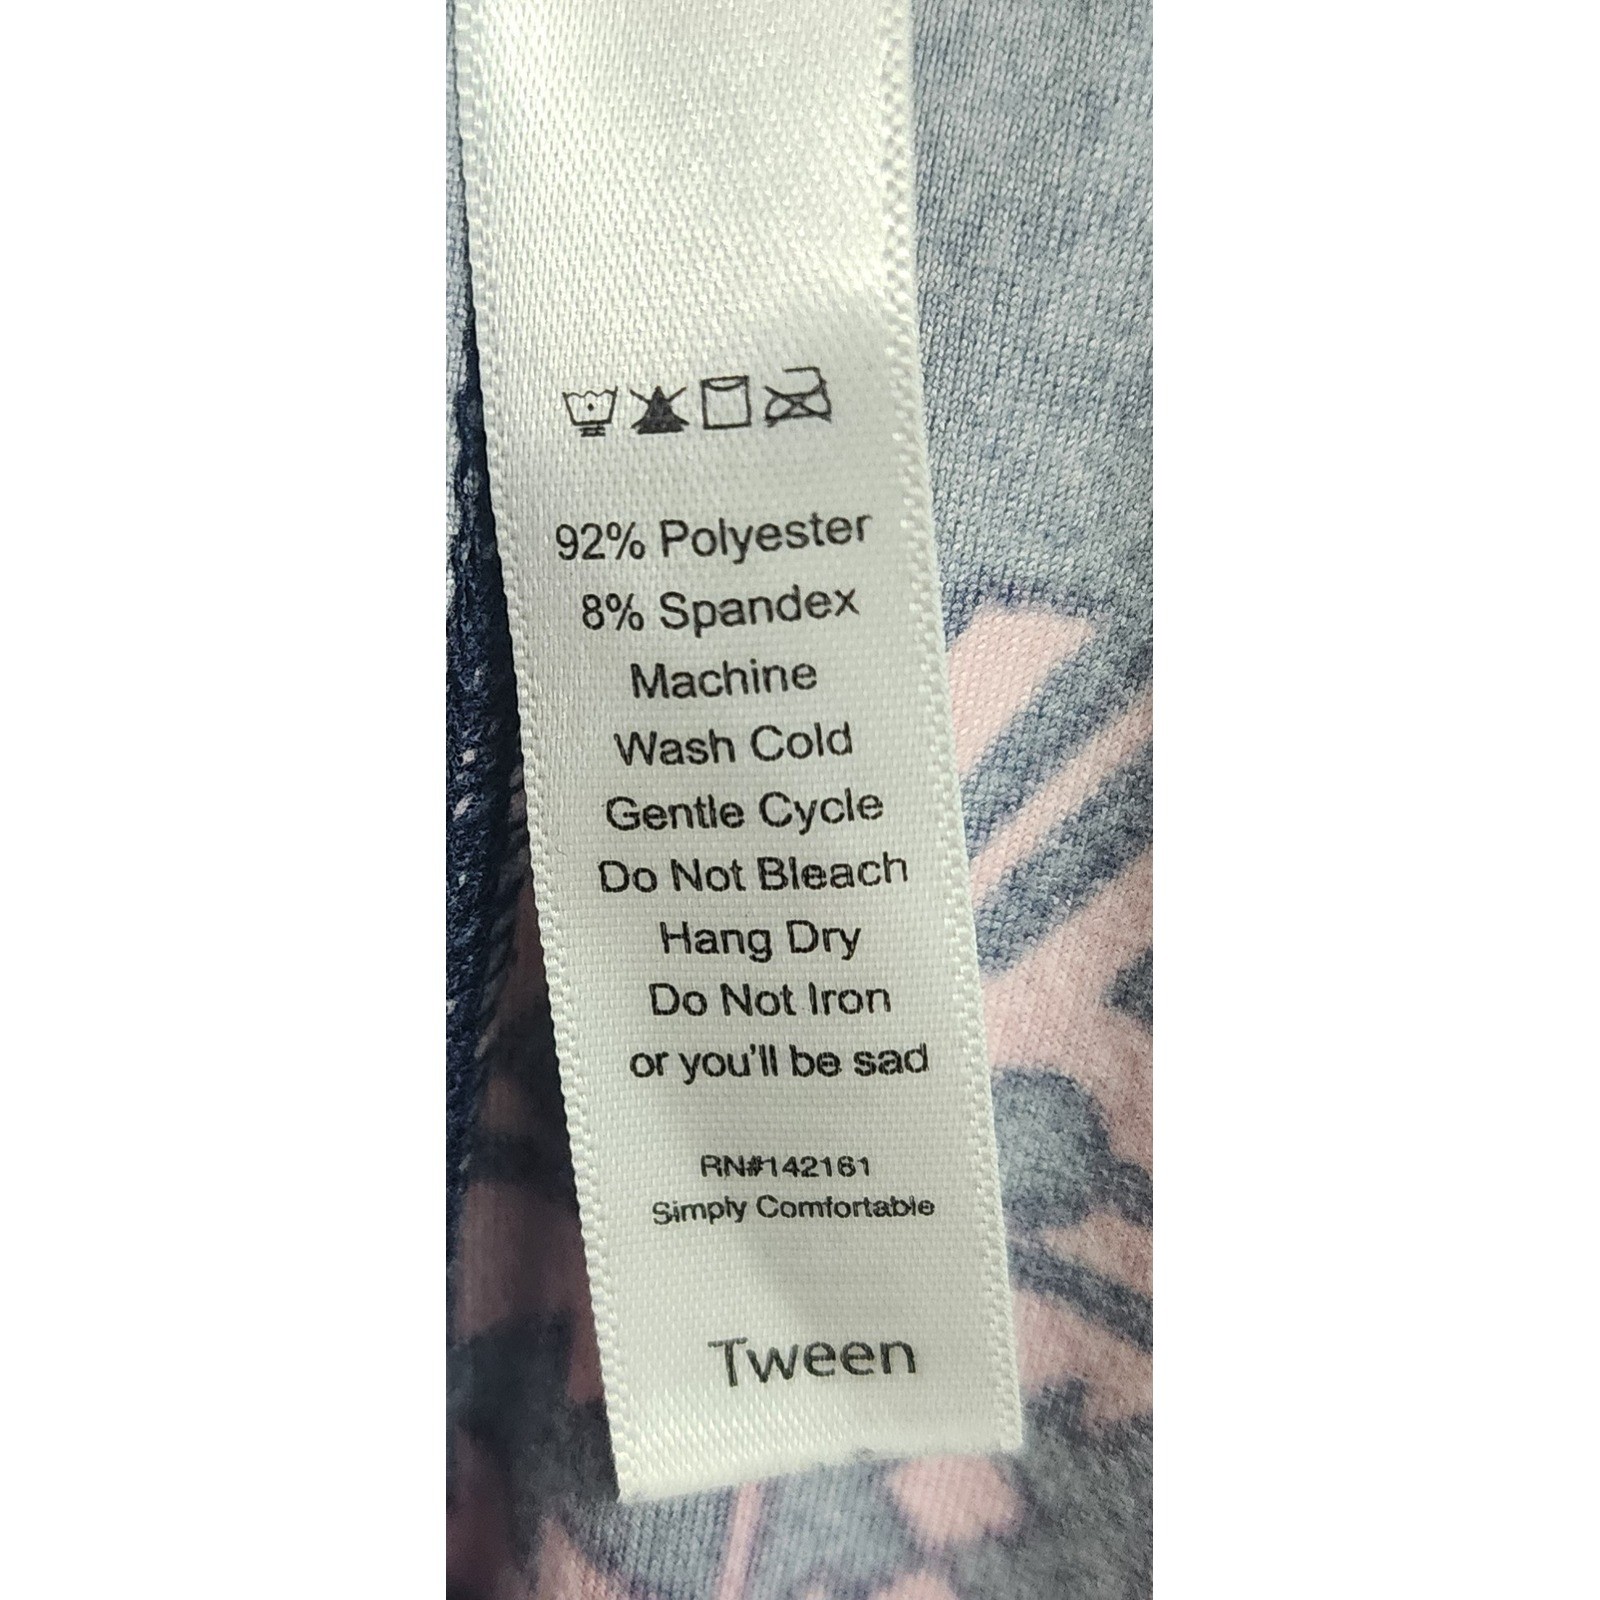 92% Polyester
8% Spandex
Machine
Wash Cold
Gentle Cycle
Do Not Bleach
Hang Dry
Do Not Iron
or you'll be sad
RN#142161
Simply Comfortable
Tween